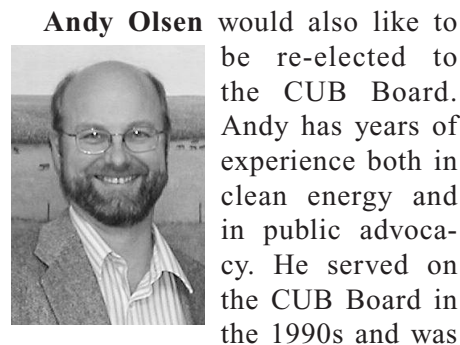 Andy Olsen would also like to
be re-elected to
the CUB Board.
Andy has years of
experience both in
clean energy and
in public advoca-
cy. He served on
the CUB Board in
the 1990s and was